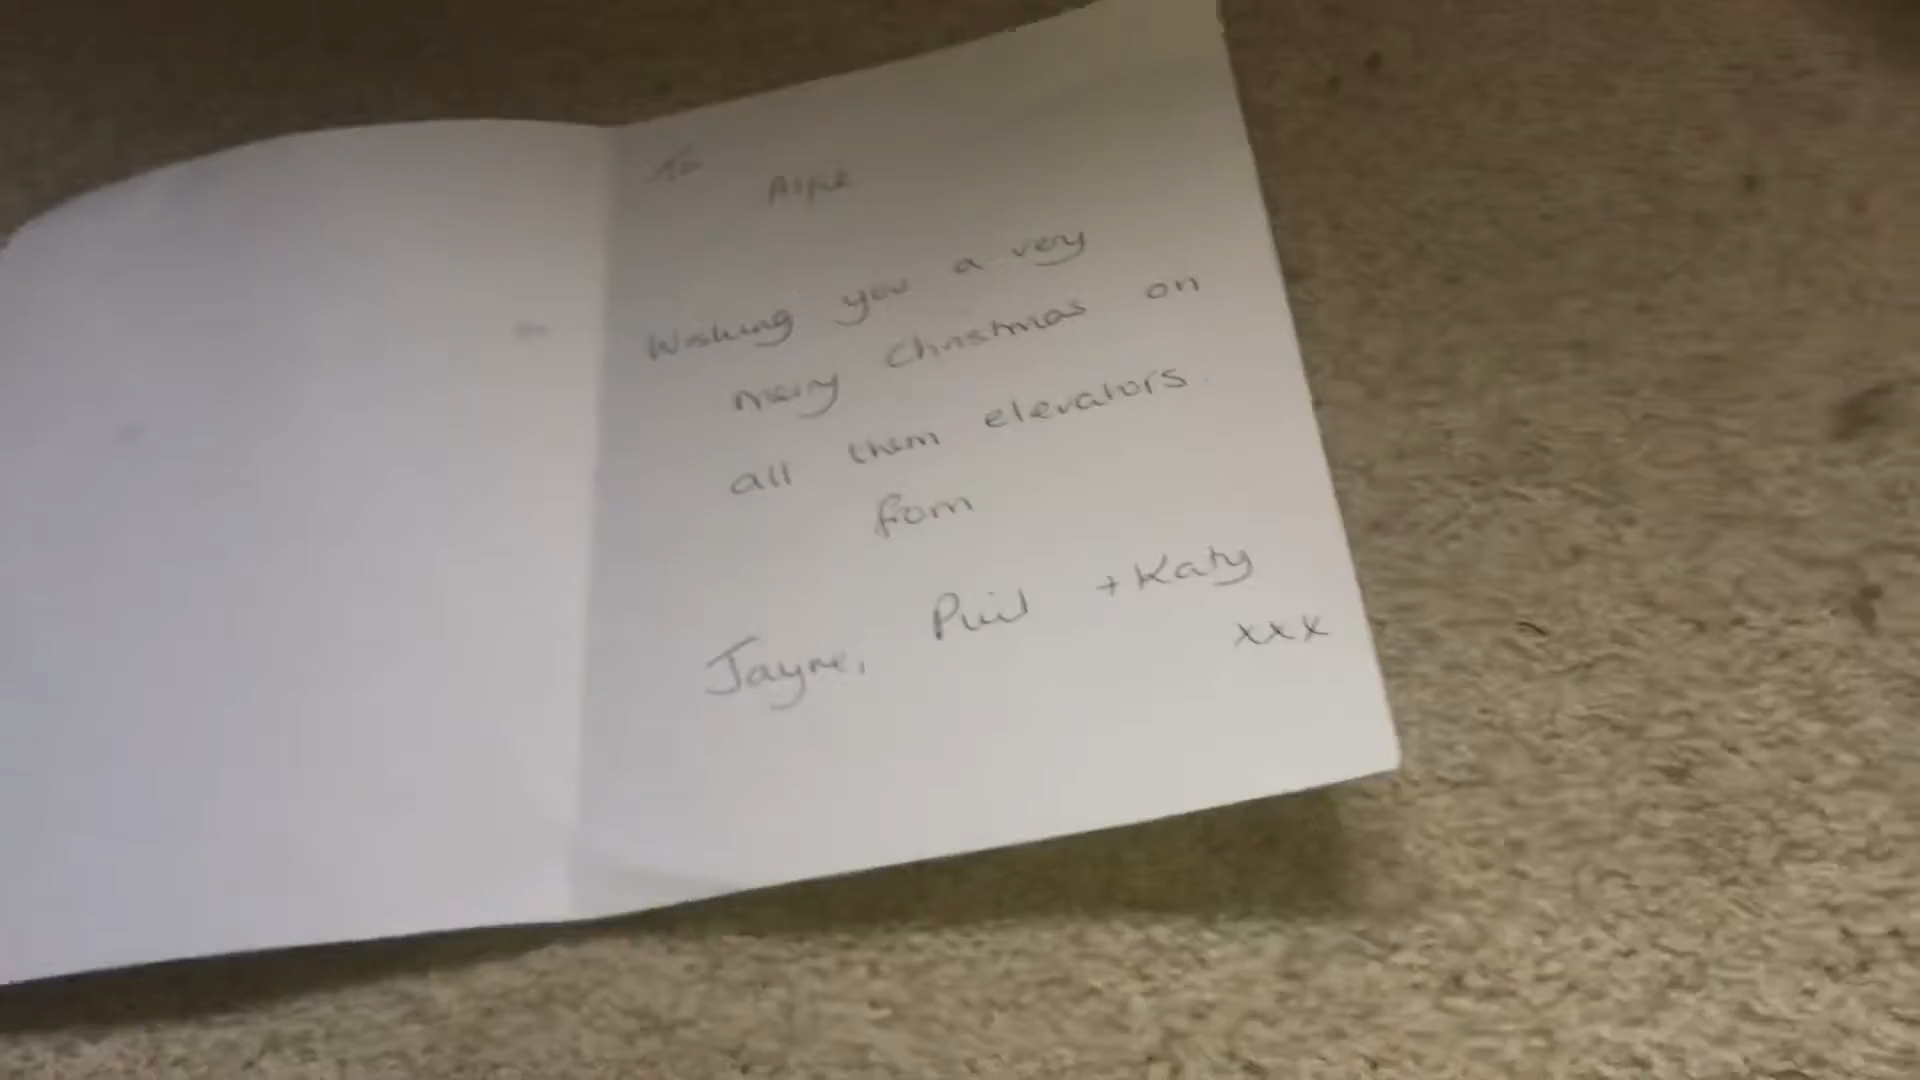 To
Alfie
Wishing you a very
merry Christmas on
all them elevators.
from
Jayne, Phil + Katy
xxx